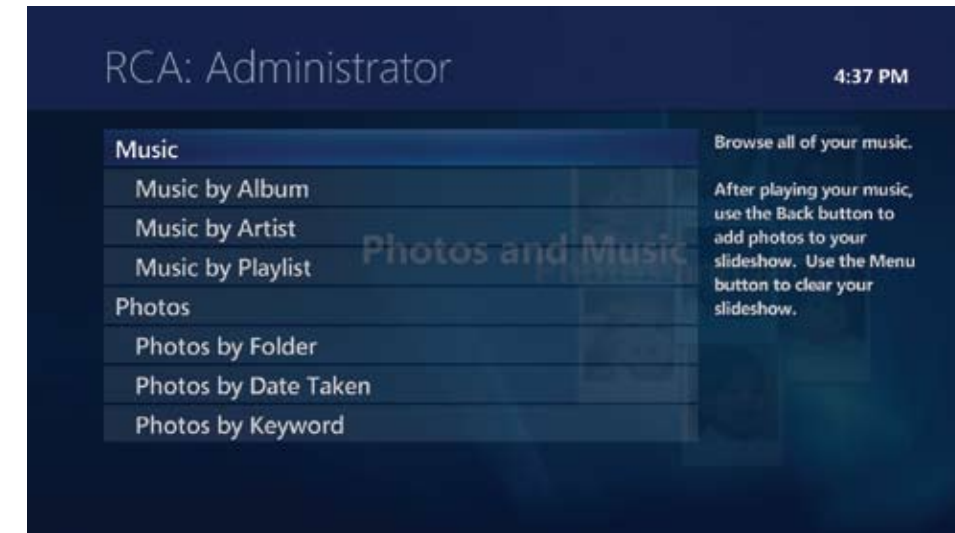 RCA: Administrator
4:37 PM
Music
Music by Album
Music by Artist
Music by Playlist
Photos
Photos by Folder
Photos by Date Taken
Photos by Keyword
Photos and Music
Browse all of your music.
After playing your music,
use the Back button to
add photos to your
slideshow. Use the Menu
button to clear your
slideshow.